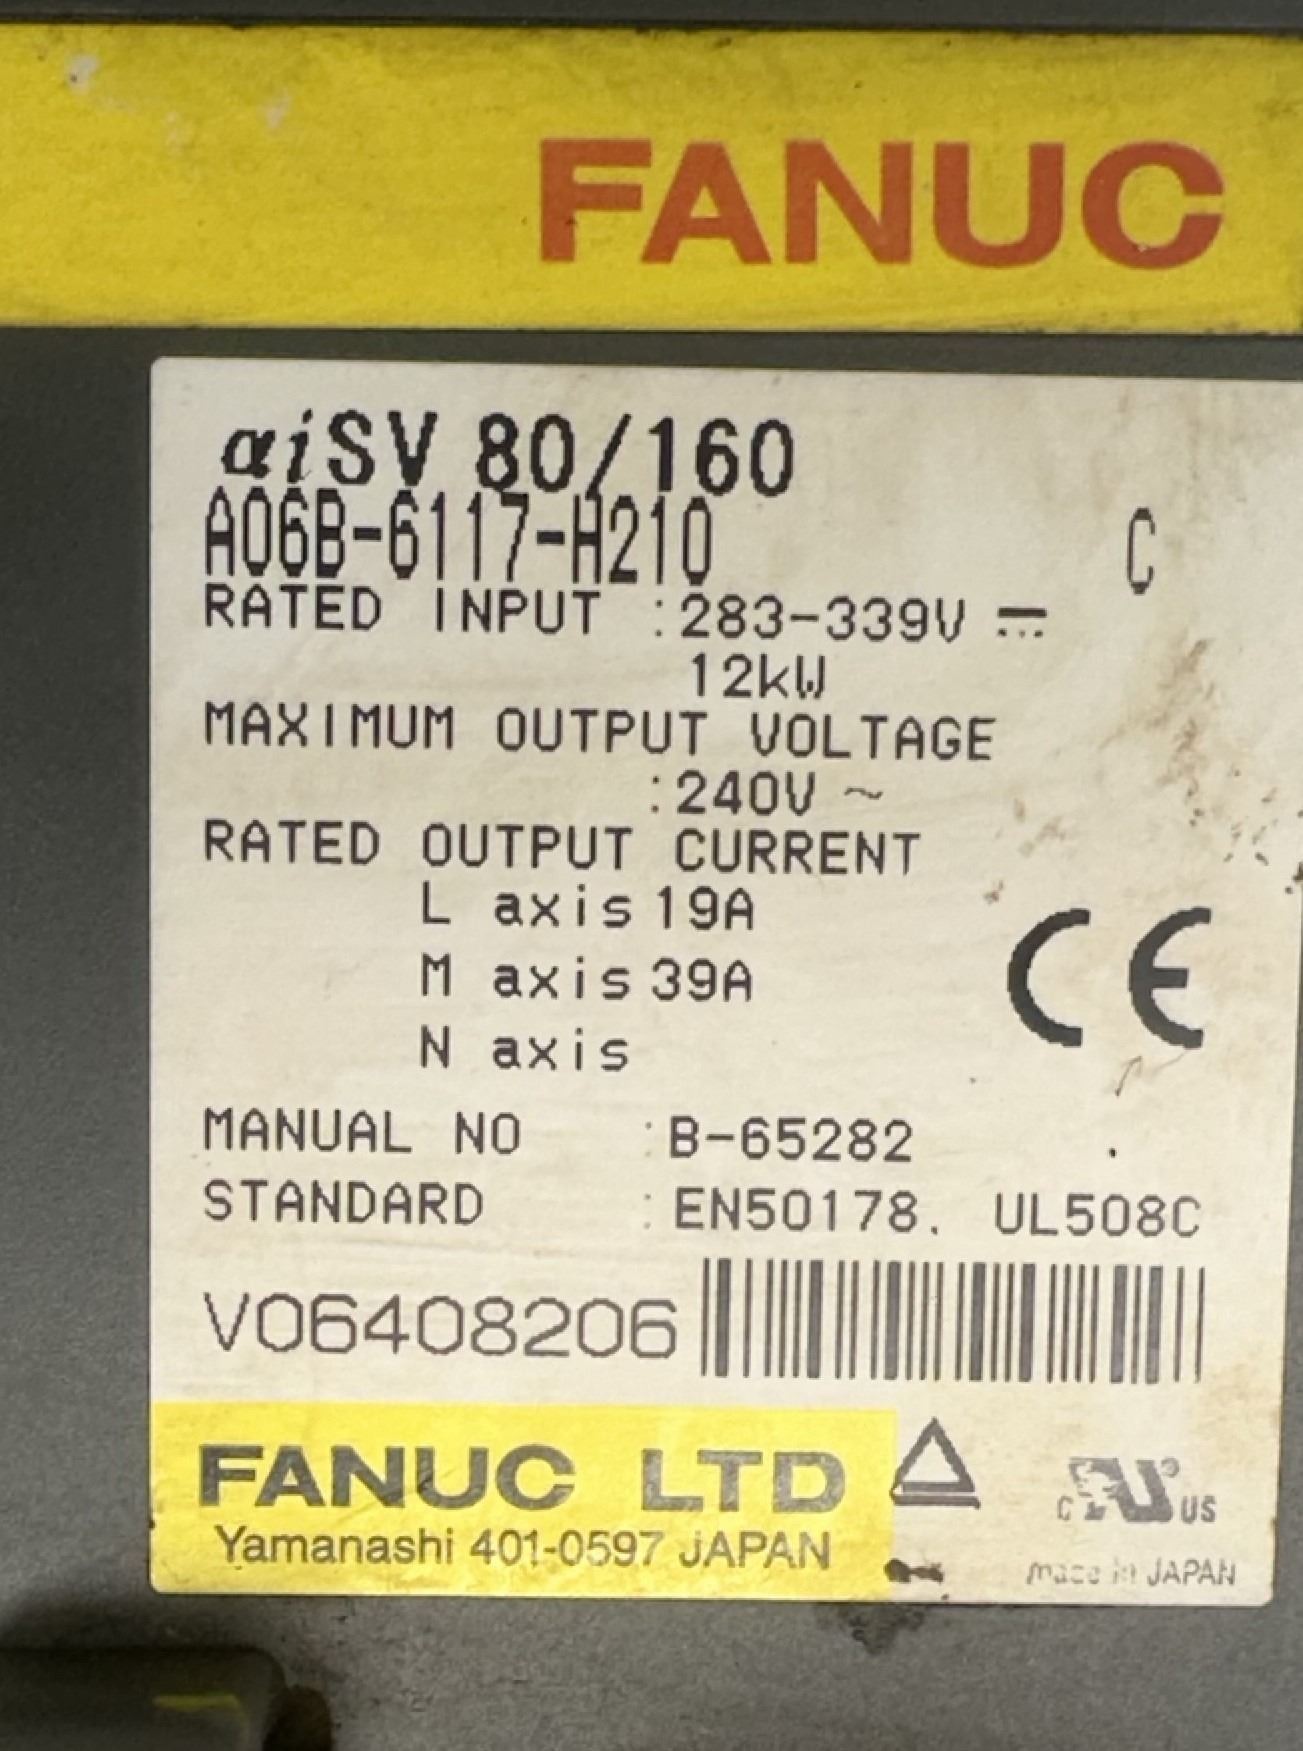 FANUC
αiSV 80/160
A06B-6117-H210 C
RATED INPUT :283-339V
12kW
MAXIMUM OUTPUT VOLTAGE
:240V ~
RATED OUTPUT CURRENT
L axis 19A
M axis 39A
N axis
CE
MANUAL NO :B-65282
STANDARD :EN50178. UL508C
V06408206
FANUC LTD
Yamanashi 401-0597 JAPAN
c RU US
made in JAPAN